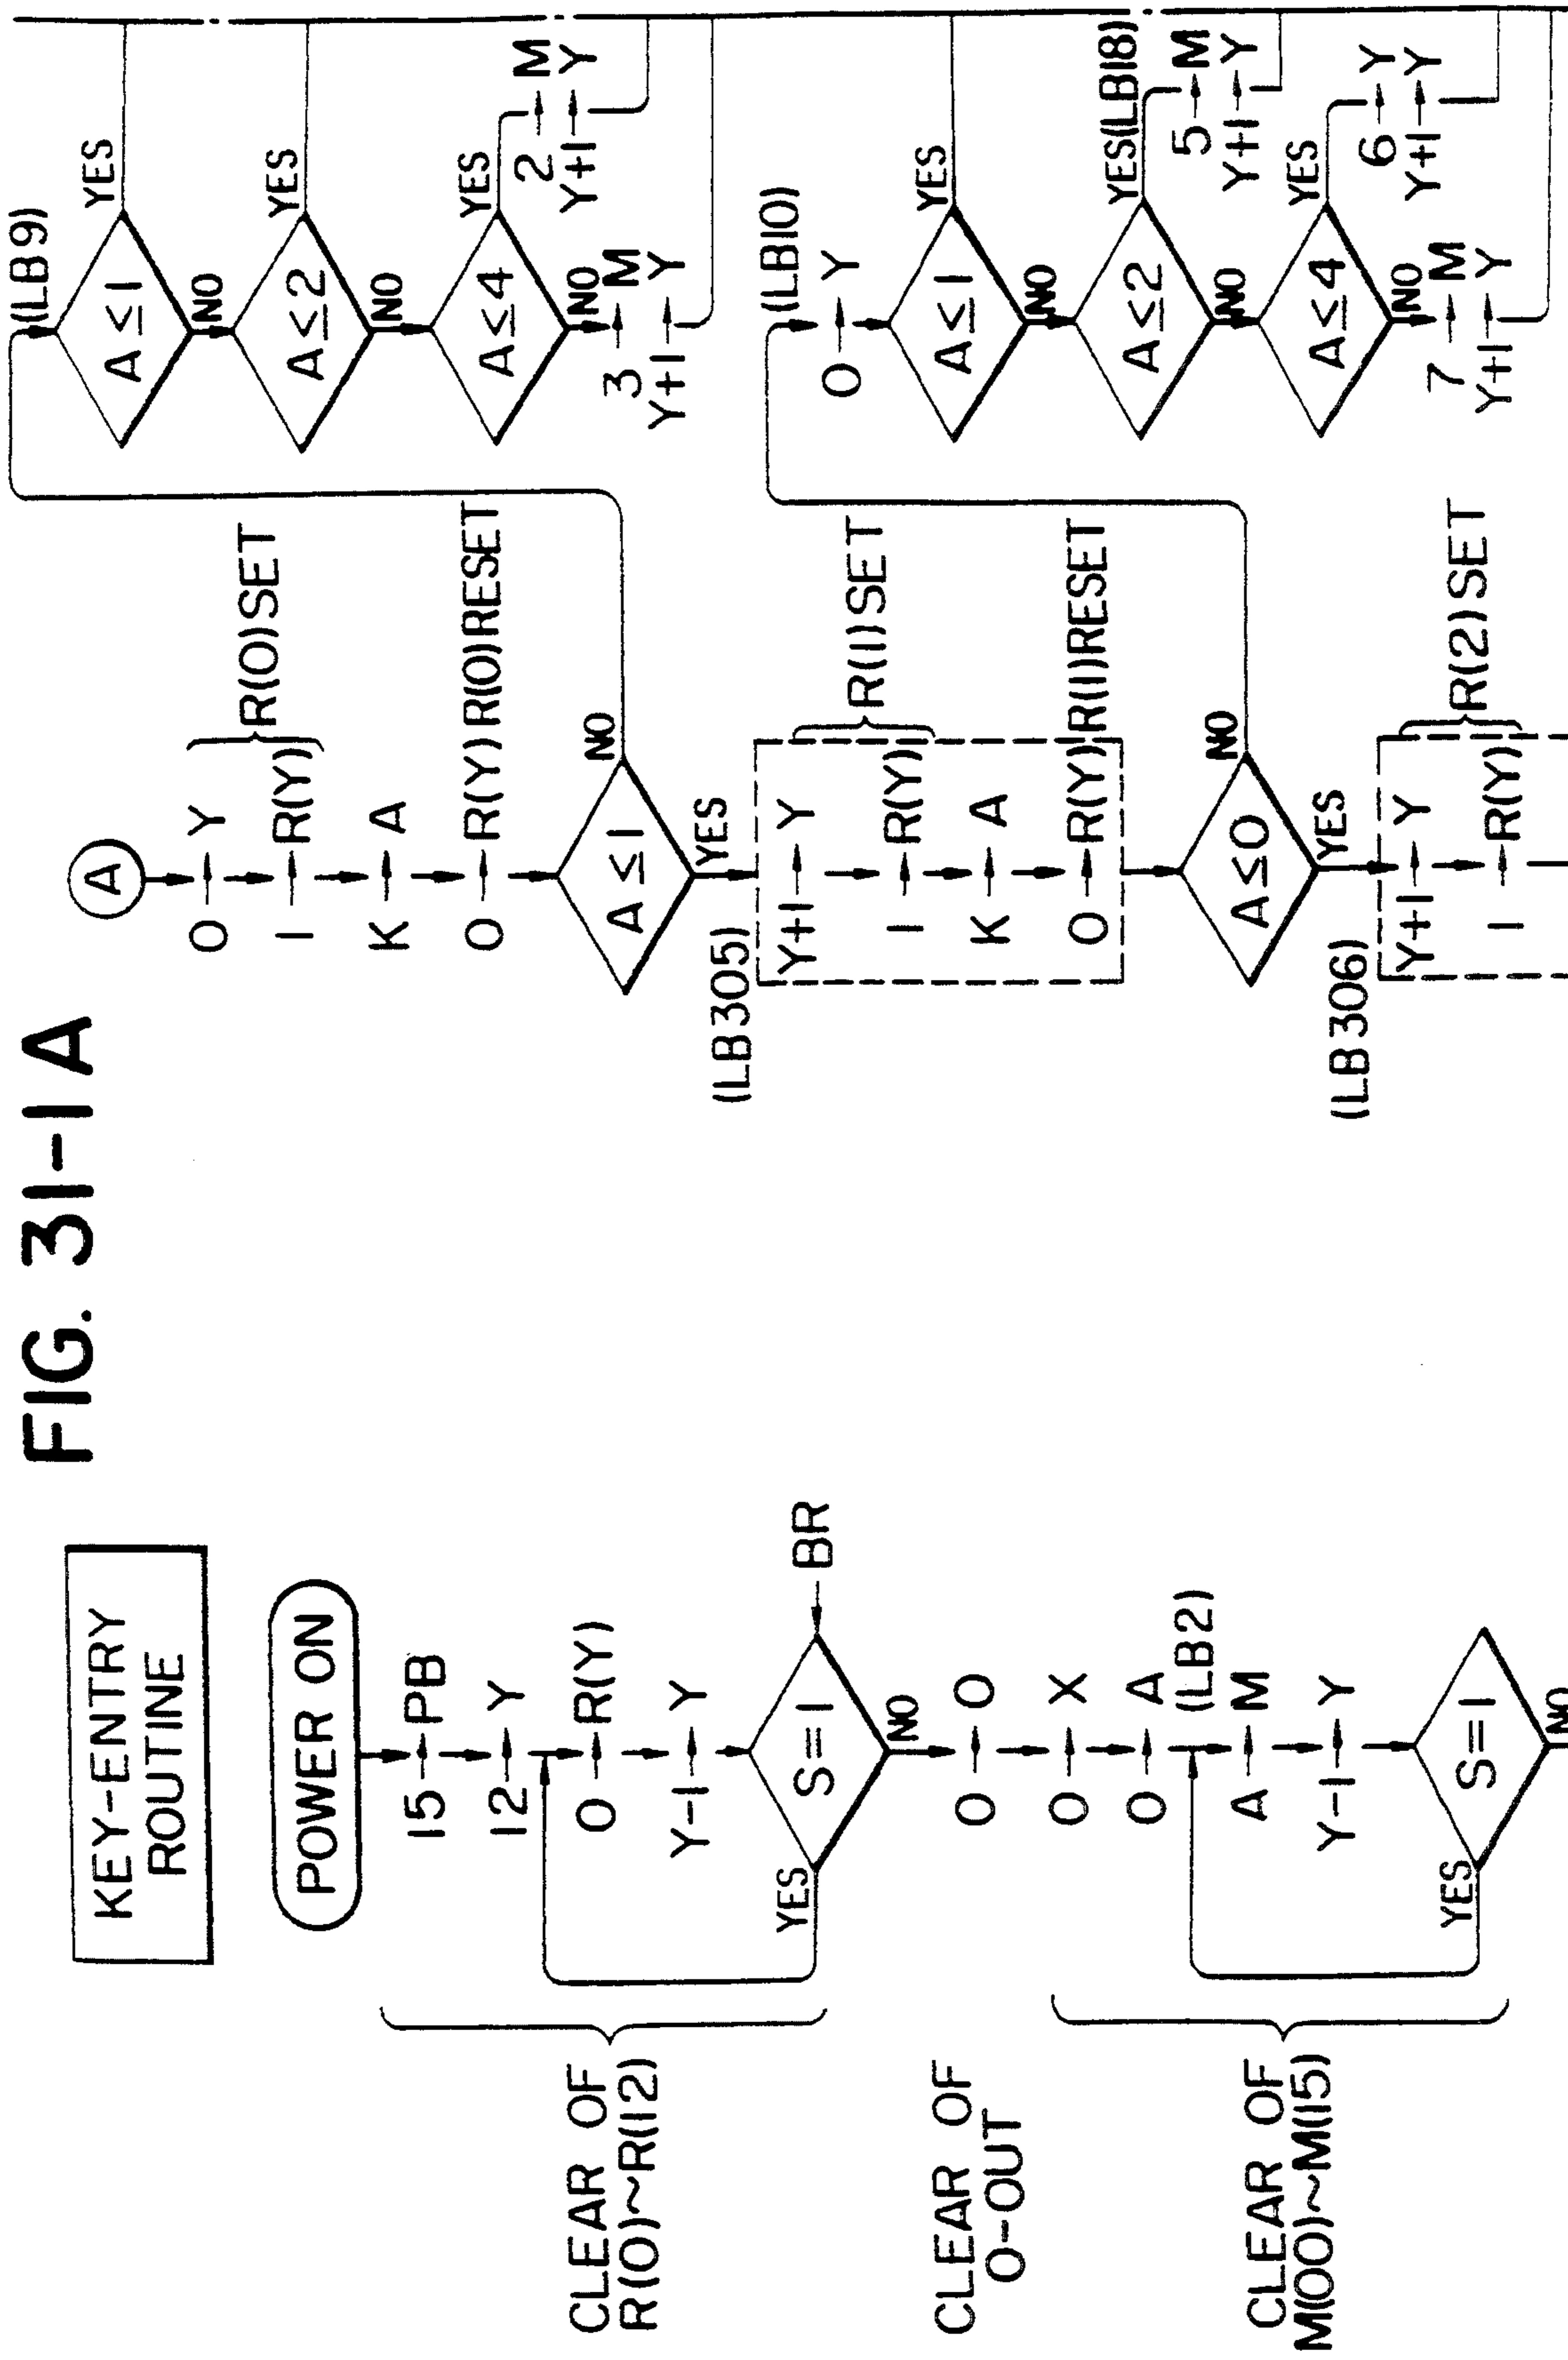 FIG. 31-1A
KEY-ENTRY
ROUTINE
POWER ON
15→PB
12→Y
0→R(Y)
Y-1→Y
S=1
YES
NO
BR
CLEAR OF
R(0)~R(12)
0→0
CLEAR OF
0-OUT
0→X
0→A
(LB2)
A→M
Y-1→Y
S=1
YES
NO
CLEAR OF
M(00)~M(15)
A
0→Y
1→R(Y)
R(0)SET
K→A
0→R(Y) R(0)RESET
A≤1
NO
YES
(LB305)
Y+1→Y
1→R(Y)
R(1)SET
K→A
0→R(Y) R(1)RESET
A≤0
NO
YES
(LB306)
Y+1→Y
1→R(Y)
R(2)SET
(LB9)
A≤1
YES
NO
A≤2
YES
NO
A≤4
YES
2→M
Y+1→Y
NO
3→M
Y+1→Y
(LB10)
0→Y
A≤1
YES
NO
A≤2
YES(LB18)
5→M
Y+1→Y
NO
A≤4
YES
6→Y
Y+1→Y
NO
7→M
Y+1→Y